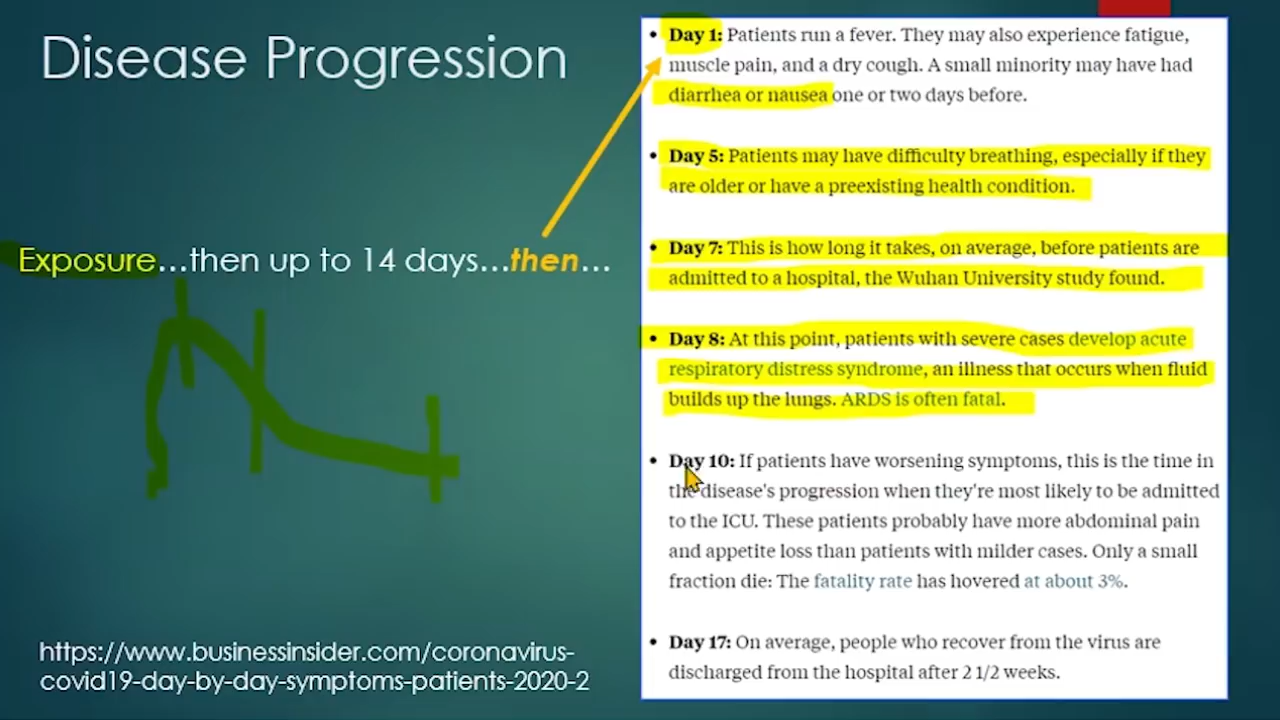 Disease Progression
Exposure...then up to 14 days...then...
https://www.businessinsider.com/coronavirus-
covid19-day-by-day-symptoms-patients-2020-2
• Day 1: Patients run a fever. They may also experience fatigue,
muscle pain, and a dry cough. A small minority may have had
diarrhea or nausea one or two days before.
• Day 5: Patients may have difficulty breathing, especially if they
are older or have a preexisting health condition.
• Day 7: This is how long it takes, on average, before patients are
admitted to a hospital, the Wuhan University study found.
• Day 8: At this point, patients with severe cases develop acute
respiratory distress syndrome, an illness that occurs when fluid
builds up the lungs. ARDS is often fatal.
• Day 10: If patients have worsening symptoms, this is the time in
the disease's progression when they're most likely to be admitted
to the ICU. These patients probably have more abdominal pain
and appetite loss than patients with milder cases. Only a small
fraction die: The fatality rate has hovered at about 3%.
• Day 17: On average, people who recover from the virus are
discharged from the hospital after 2 1/2 weeks.